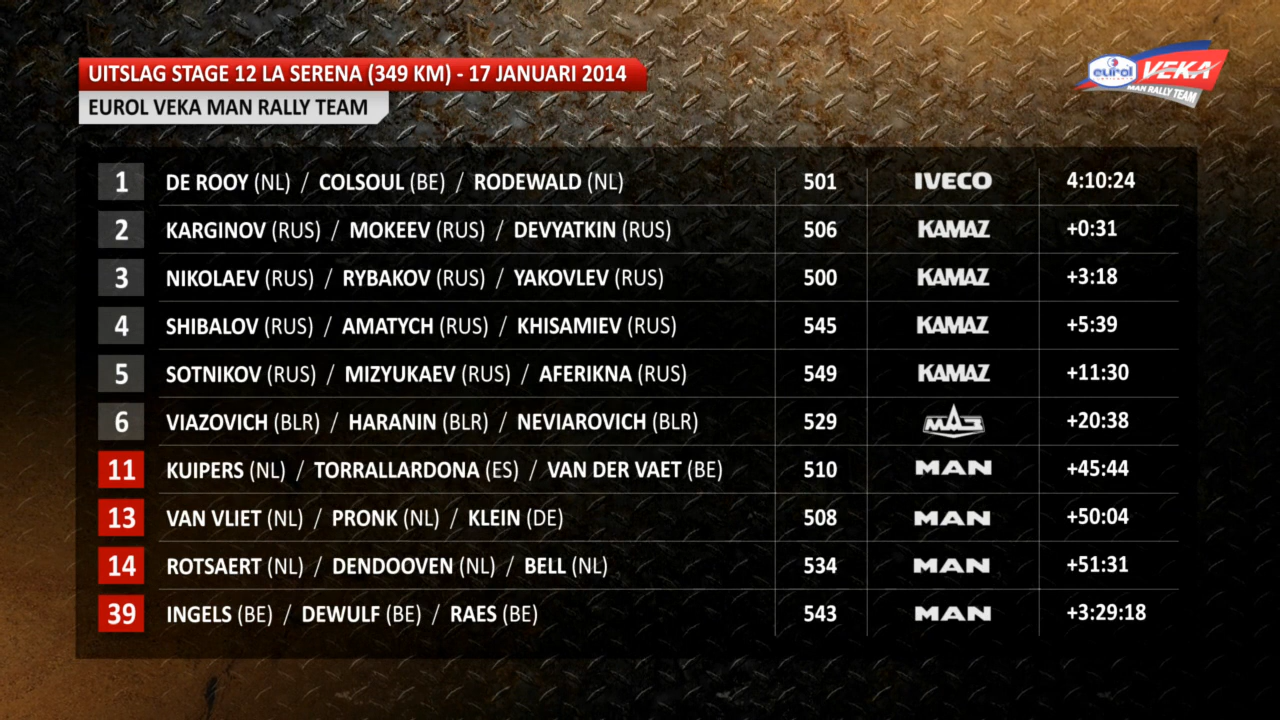 UITSLAG STAGE 12 LA SERENA (349 KM) - 17 JANUARI 2014
EUROL VEKA MAN RALLY TEAM
eurol VEKA
MAN RALLY TEAM
1 DE ROOY (NL) / COLSOUL (BE) / RODEWALD (NL) 501 IVECO 4:10:24
2 KARGINOV (RUS) / MOKEEV (RUS) / DEVYATKIN (RUS) 506 KAMAZ +0:31
3 NIKOLAEV (RUS) / RYBAKOV (RUS) / YAKOVLEV (RUS) 500 KAMAZ +3:18
4 SHIBALOV (RUS) / AMATYCH (RUS) / KHISAMIEV (RUS) 545 KAMAZ +5:39
5 SOTNIKOV (RUS) / MIZYUKAEV (RUS) / AFERIKNA (RUS) 549 KAMAZ +11:30
6 VIAZOVICH (BLR) / HARANIN (BLR) / NEVIAROVICH (BLR) 529 МАЗ +20:38
11 KUIPERS (NL) / TORRALLARDONA (ES) / VAN DER VAET (BE) 510 MAN +45:44
13 VAN VLIET (NL) / PRONK (NL) / KLEIN (DE) 508 MAN +50:04
14 ROTSAERT (NL) / DENDOOVEN (NL) / BELL (NL) 534 MAN +51:31
39 INGELS (BE) / DEWULF (BE) / RAES (BE) 543 MAN +3:29:18